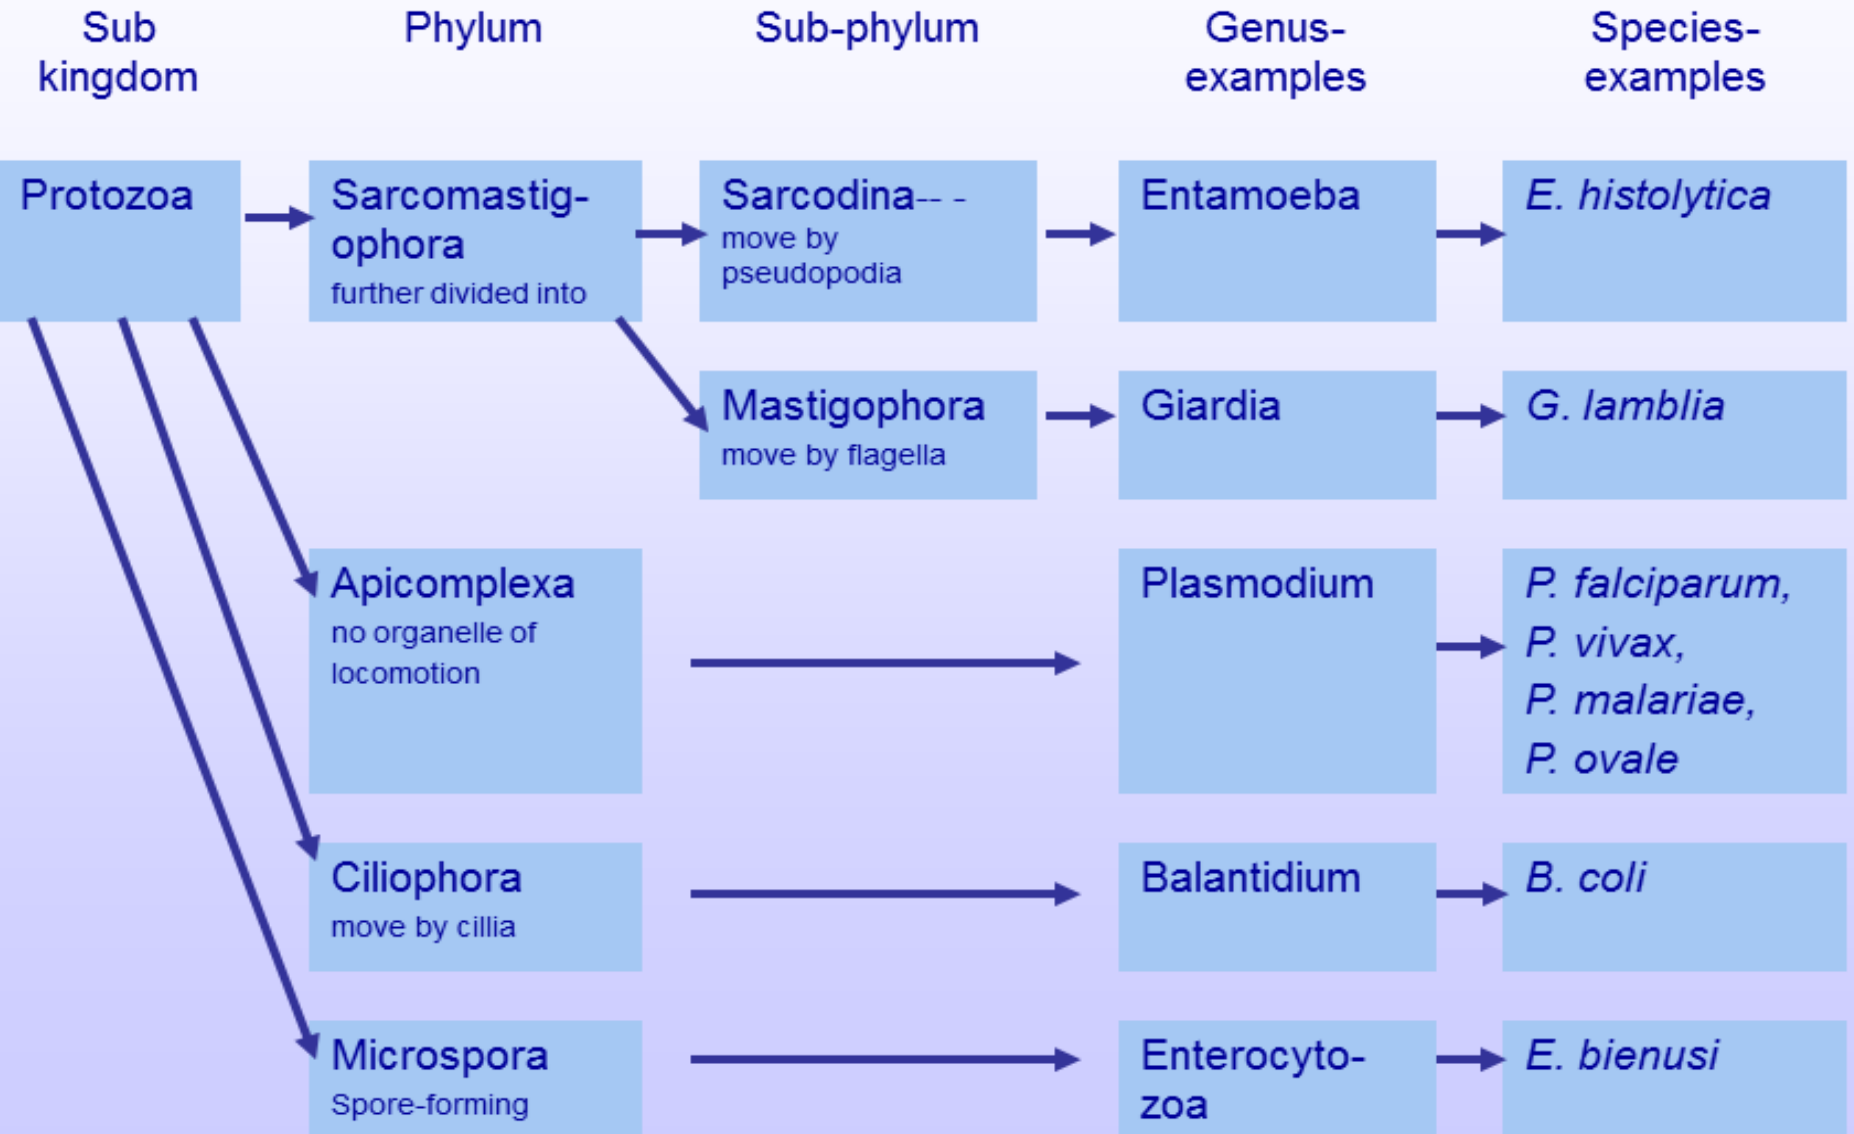 Sub
kingdom
Phylum
Sub-phylum
Genus-
examples
Species-
examples
Protozoa
Sarcomastig-
ophora
further divided into
Sarcodina-- -
move by
pseudopodia
Entamoeba
E. histolytica
Mastigophora
move by flagella
Giardia
G. lamblia
Apicomplexa
no organelle of
locomotion
Plasmodium
P. falciparum,
P. vivax,
P. malariae,
P. ovale
Ciliophora
move by cillia
Balantidium
B. coli
Microspora
Spore-forming
Enterocyto-
zoa
E. bienusi